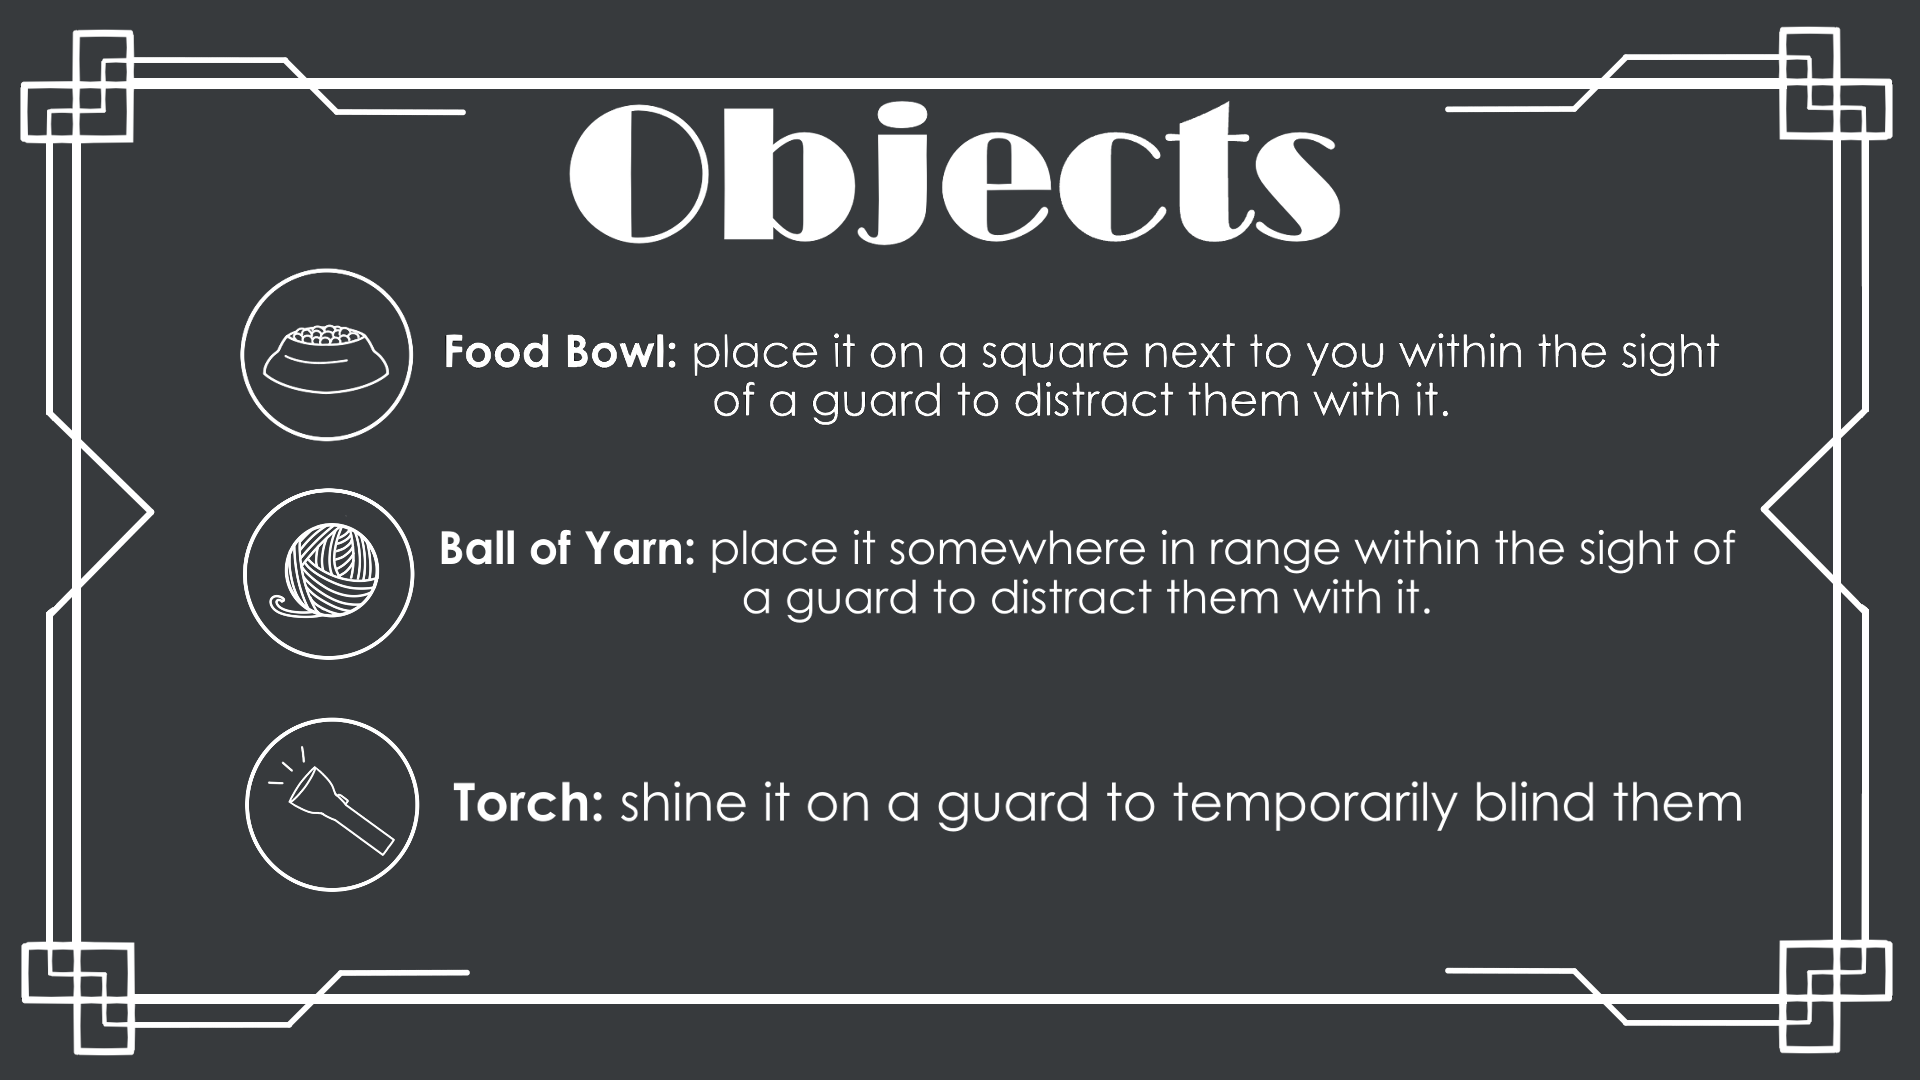 Objects
Food Bowl: place it on a square next to you within the sight
of a guard to distract them with it.
Ball of Yarn: place it somewhere in range within the sight of
a guard to distract them with it.
Torch: shine it on a guard to temporarily blind them